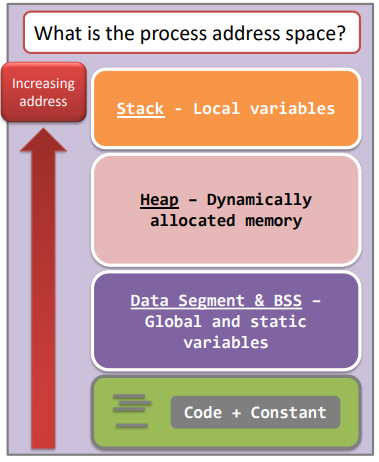 What is the process address space?
Increasing
address
Stack - Local variables
Heap – Dynamically
allocated memory
Data Segment & BSS –
Global and static
variables
Code + Constant